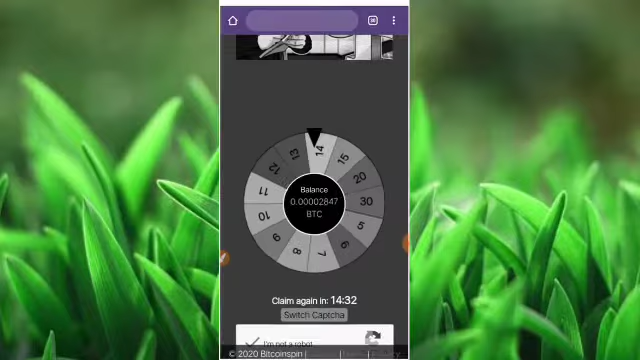 14
15
20
30
5
6
7
8
9
10
11
12
13
Balance
0.00002847
BTC
Claim again in: 14:32
Switch Captcha
I'm not a robot
© 2020 Bitcoinspin |